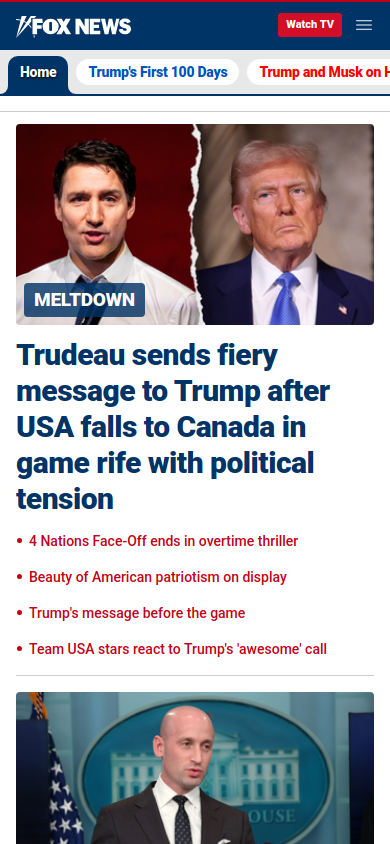 FOX NEWS
Watch TV
Home
Trump's First 100 Days
Trump and Musk on H
MELTDOWN
Trudeau sends fiery
message to Trump after
USA falls to Canada in
game rife with political
tension
4 Nations Face-Off ends in overtime thriller
Beauty of American patriotism on display
Trump's message before the game
Team USA stars react to Trump's 'awesome' call
OUSE